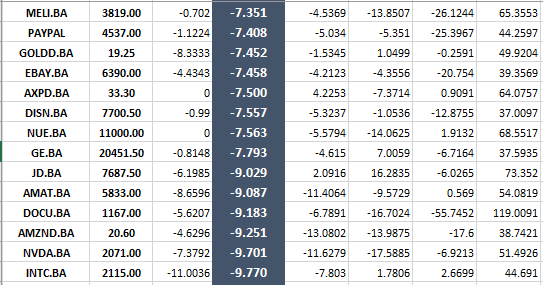 MELI.BA 3819.00 -0.702 -7.351 -4.5369 -13.8507 -26.1244 65.3553
PAYPAL 4537.00 -1.1224 -7.408 -5.034 -5.351 -25.3967 44.2597
GOLDD.BA 19.25 -8.3333 -7.452 -1.5345 1.0499 -0.2591 49.9204
EBAY.BA 6390.00 -4.4343 -7.458 -4.2123 -4.3556 -20.754 39.3569
AXPD.BA 33.30 0 -7.500 4.2253 -7.3714 0.9091 64.0757
DISN.BA 7700.50 -0.99 -7.557 -5.3237 -1.0536 -12.8755 37.0097
NUE.BA 11000.00 0 -7.563 -5.5794 -14.0625 1.9132 68.5517
GE.BA 20451.50 -0.8148 -7.793 -4.615 7.0059 -6.7164 37.5935
JD.BA 7687.50 -6.1985 -9.029 2.0916 16.2835 -6.0265 73.352
AMAT.BA 5833.00 -8.6596 -9.087 -11.4064 -9.5729 0.569 54.0819
DOCU.BA 1167.00 -5.6207 -9.183 -6.7891 -16.7024 -55.7452 119.0091
AMZND.BA 20.60 -4.6296 -9.251 -13.0802 -13.9875 -17.6 38.7421
NVDA.BA 2071.00 -7.3792 -9.701 -11.6279 -17.5885 -6.9213 51.4926
INTC.BA 2115.00 -11.0036 -9.770 -7.803 1.7806 2.6699 44.691